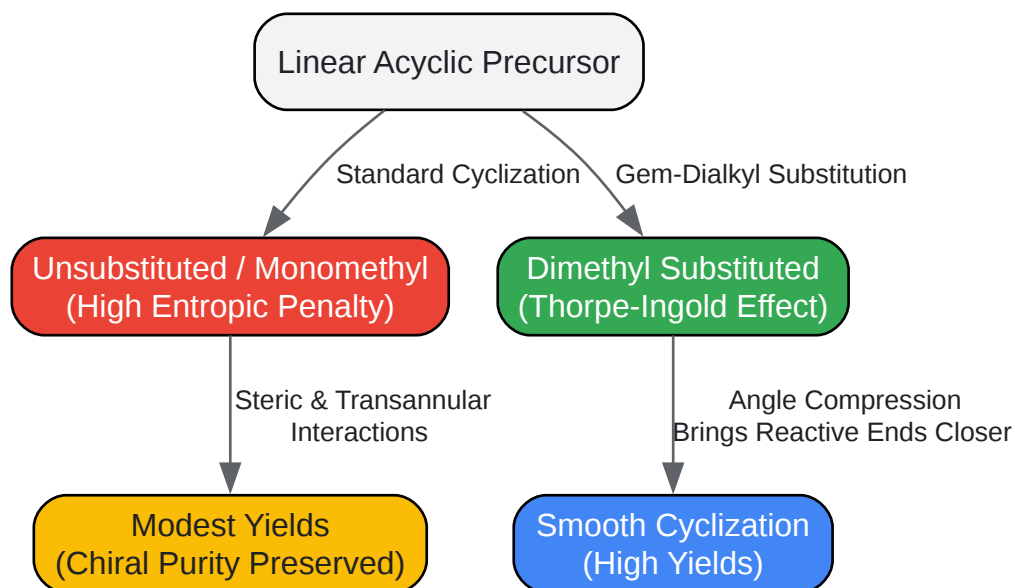 Linear Acyclic Precursor
Standard Cyclization
Gem-Dialkyl Substitution
Unsubstituted / Monomethyl
(High Entropic Penalty)
Dimethyl Substituted
(Thorpe-Ingold Effect)
Steric & Transannular
Interactions
Angle Compression
Brings Reactive Ends Closer
Modest Yields
(Chiral Purity Preserved)
Smooth Cyclization
(High Yields)